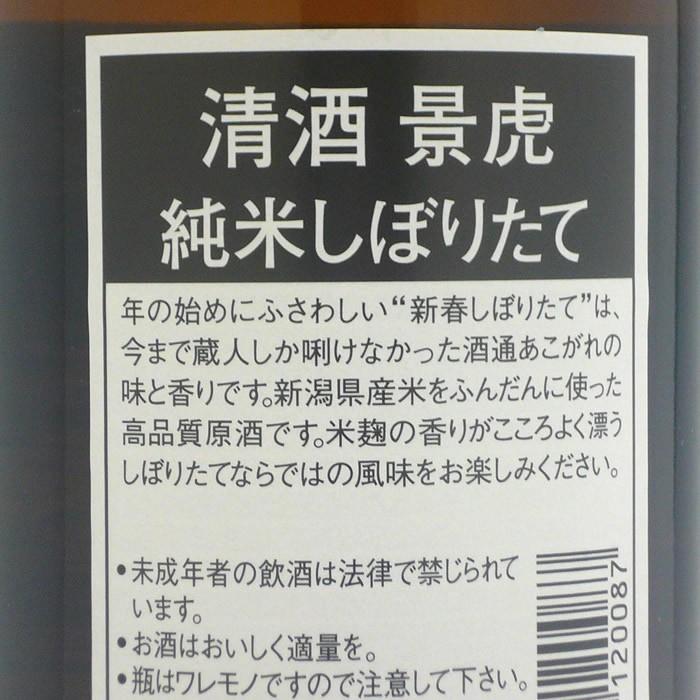 清酒 景虎
純米しぼりたて
年の始めにふさわしい“新春しぼりたて”は、
今まで蔵人しか唎けなかった酒通あこがれの
味と香りです。新潟県産米をふんだんに使った
高品質原酒です。米麹の香りがこころよく漂う
しぼりたてならではの風味をお楽しみください。
•未成年者の飲酒は法律で禁じられて
います。
•お酒はおいしく適量を。
•瓶はワレモノですので注意して下さい。
120087